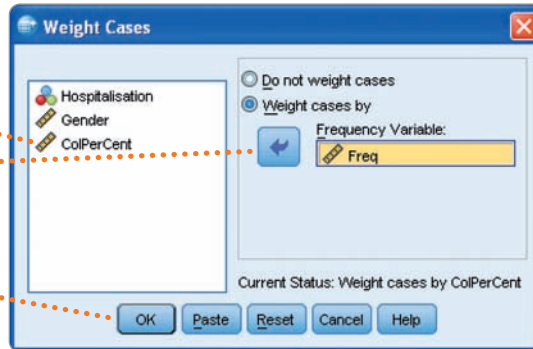 Weight Cases
Hospitalisation
Gender
ColPerCent
Do not weight cases
Weight cases by
Frequency Variable:
Freq
Current Status: Weight cases by ColPerCent
OK
Paste
Reset
Cancel
Help